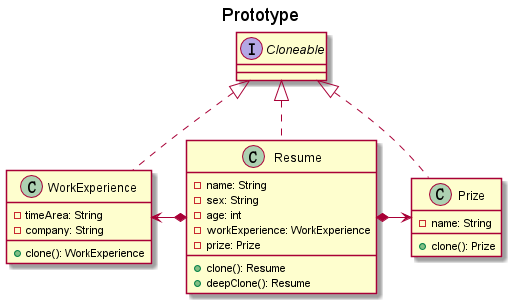 Prototype
I Cloneable
C WorkExperience
timeArea: String
company: String
clone(): WorkExperience
C Resume
name: String
sex: String
age: int
workExperience: WorkExperience
prize: Prize
clone(): Resume
deepClone(): Resume
C Prize
name: String
clone(): Prize